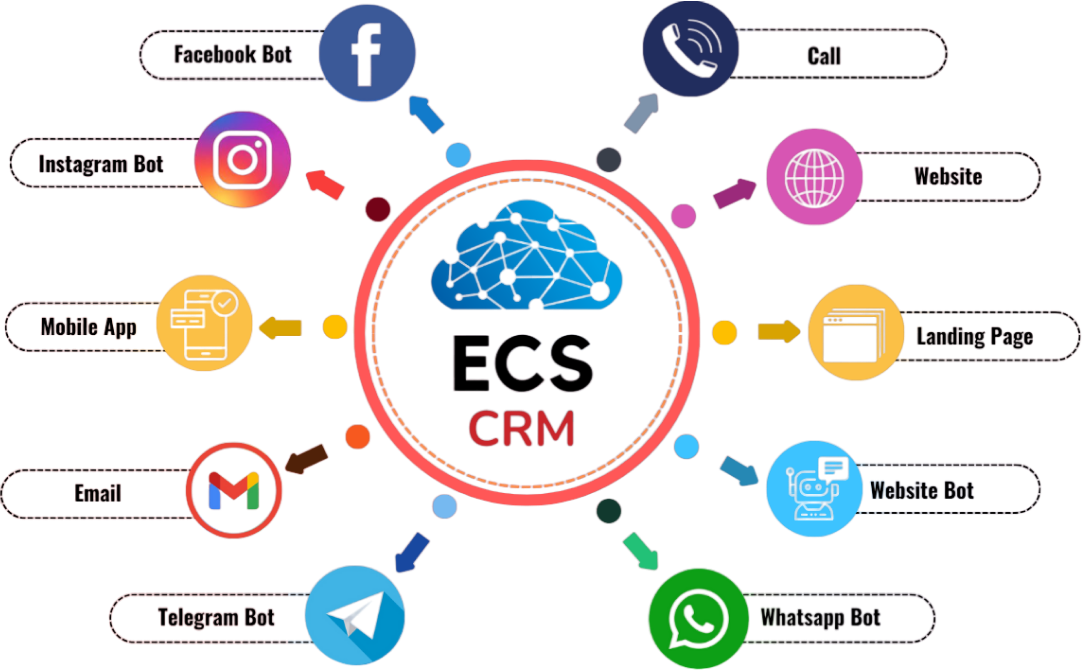 Facebook Bot
Call
Instagram Bot
Website
ECS
CRM
Mobile App
Landing Page
Email
Website Bot
Telegram Bot
Whatsapp Bot